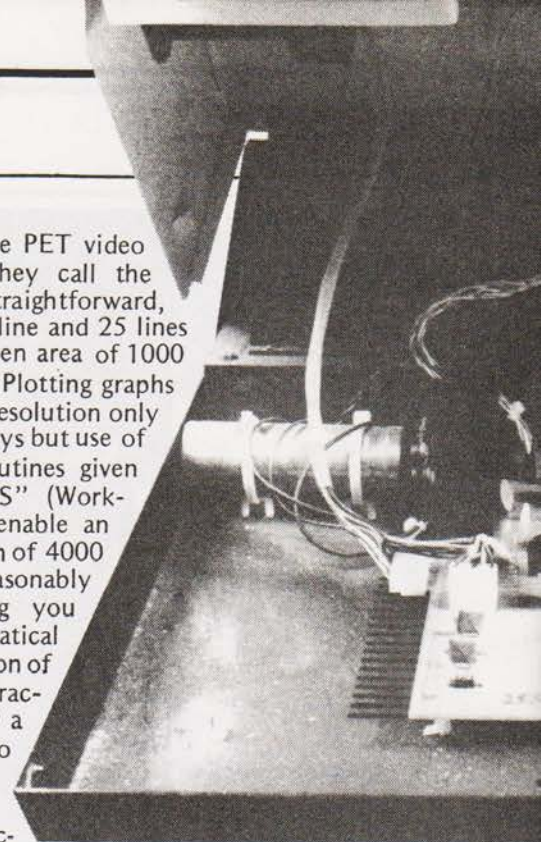 e PET video
hey call the
traightforward,
line and 25 lines
en area of 1000
Plotting graphs
esolution only
ys but use of
utines given
S” (Work-
enable an
n of 4000
asonably
g you
atical
on of
rac-
a
o
c-